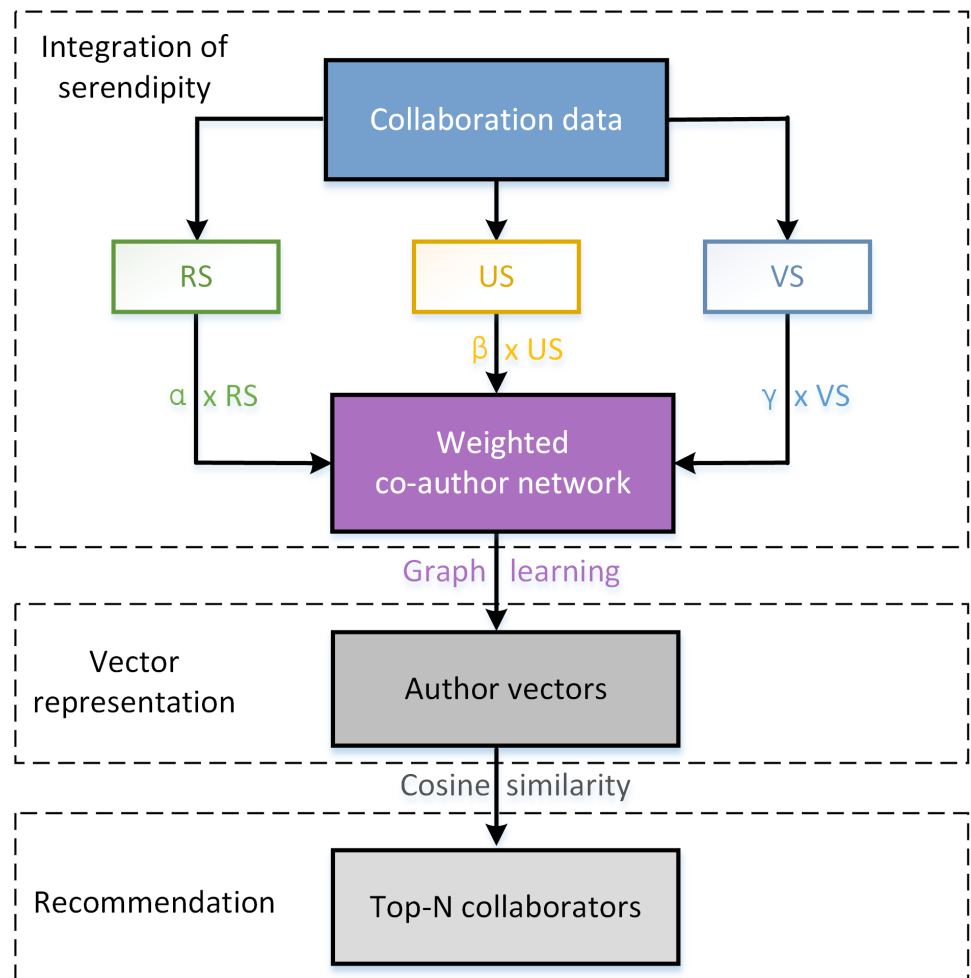 Integration of
serendipity
Collaboration data
RS
US
VS
β x US
α x RS
γ x VS
Weighted
co-author network
Graph learning
Vector
representation
Author vectors
Cosine similarity
Recommendation
Top-N collaborators